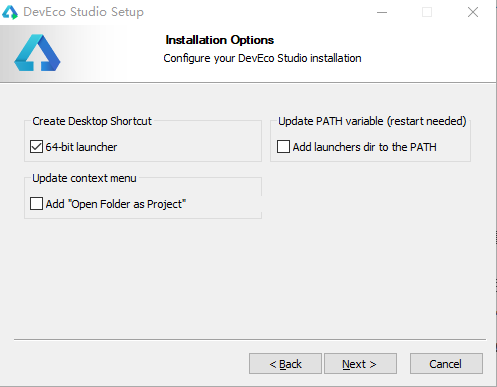 DevEco Studio Setup
Installation Options
Configure your DevEco Studio installation
Create Desktop Shortcut
64-bit launcher
Update PATH variable (restart needed)
Add launchers dir to the PATH
Update context menu
Add "Open Folder as Project"
< Back
Next >
Cancel